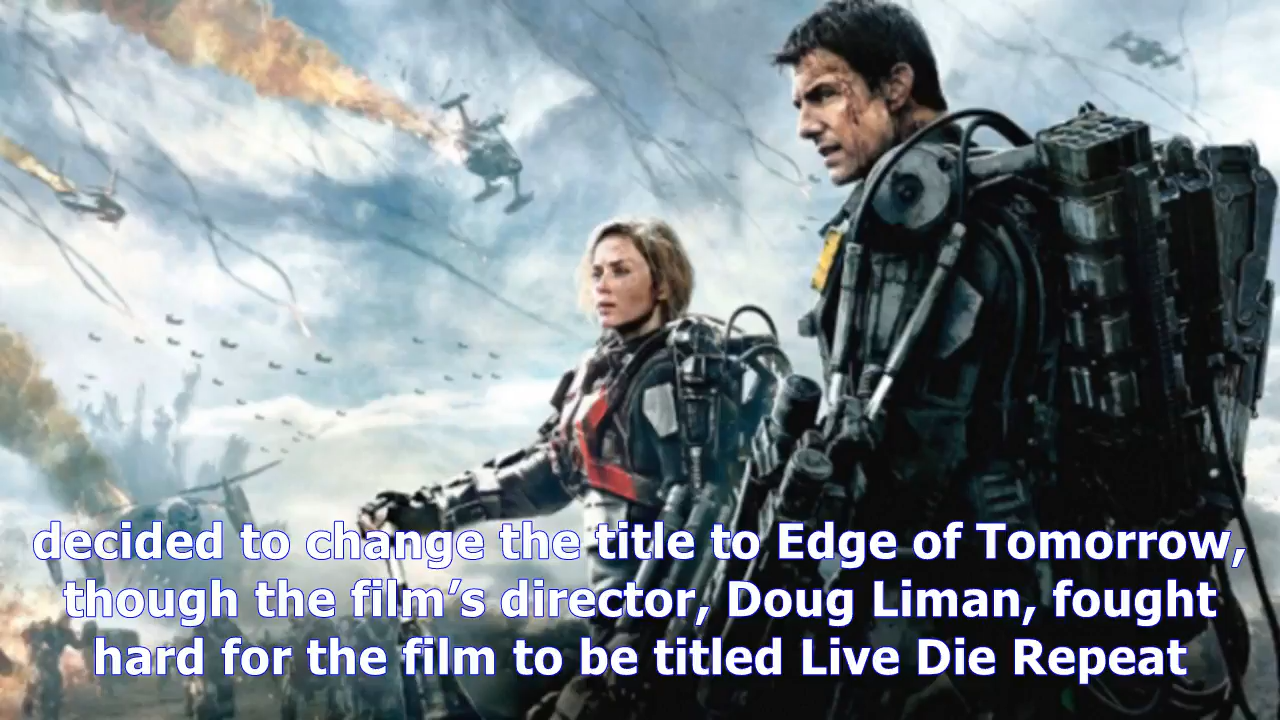 decided to change the title to Edge of Tomorrow,
though the film’s director, Doug Liman, fought
hard for the film to be titled Live Die Repeat